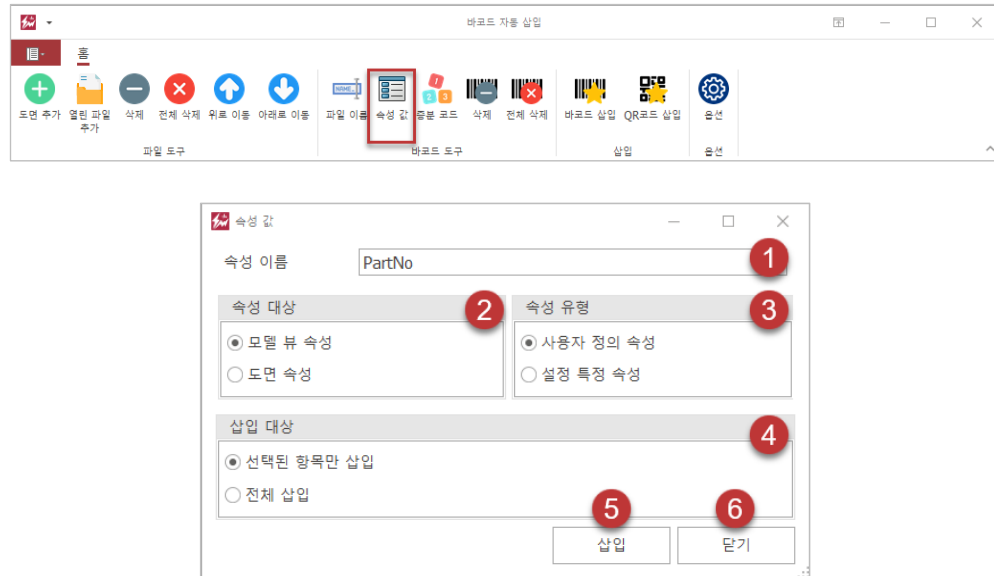 바코드 자동 삽입
홈
도면 추가 열린 파일 추가 삭제 전체 삭제 위로 이동 아래로 이동 파일 이름 속성 값 증분 코드 삭제 전체 삭제 바코드 삽입 QR코드 삽입 옵션
파일 도구 바코드 도구 삽입 옵션
속성 값
속성 이름 PartNo 1
속성 대상 2 속성 유형 3
모델 뷰 속성 사용자 정의 속성
도면 속성 설정 특정 속성
삽입 대상 4
선택된 항목만 삽입
전체 삽입
5 6
삽입 닫기